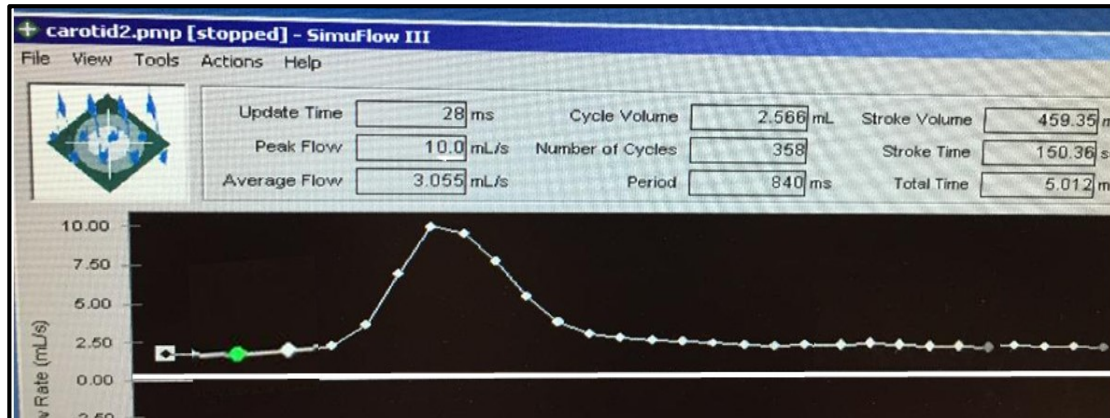 carotid2.pmp [stopped] - SimuFlow III
File View Tools Actions Help
Update Time 28 ms Cycle Volume 2.566 mL Stroke Volume 459.35 m
Peak Flow 10.0 mL/s Number of Cycles 358 Stroke Time 150.36 s
Average Flow 3.055 mL/s Period 840 ms Total Time 5.012 m
10.00
7.50
5.00
2.50
0.00
2.50
w Rate (mL/s)